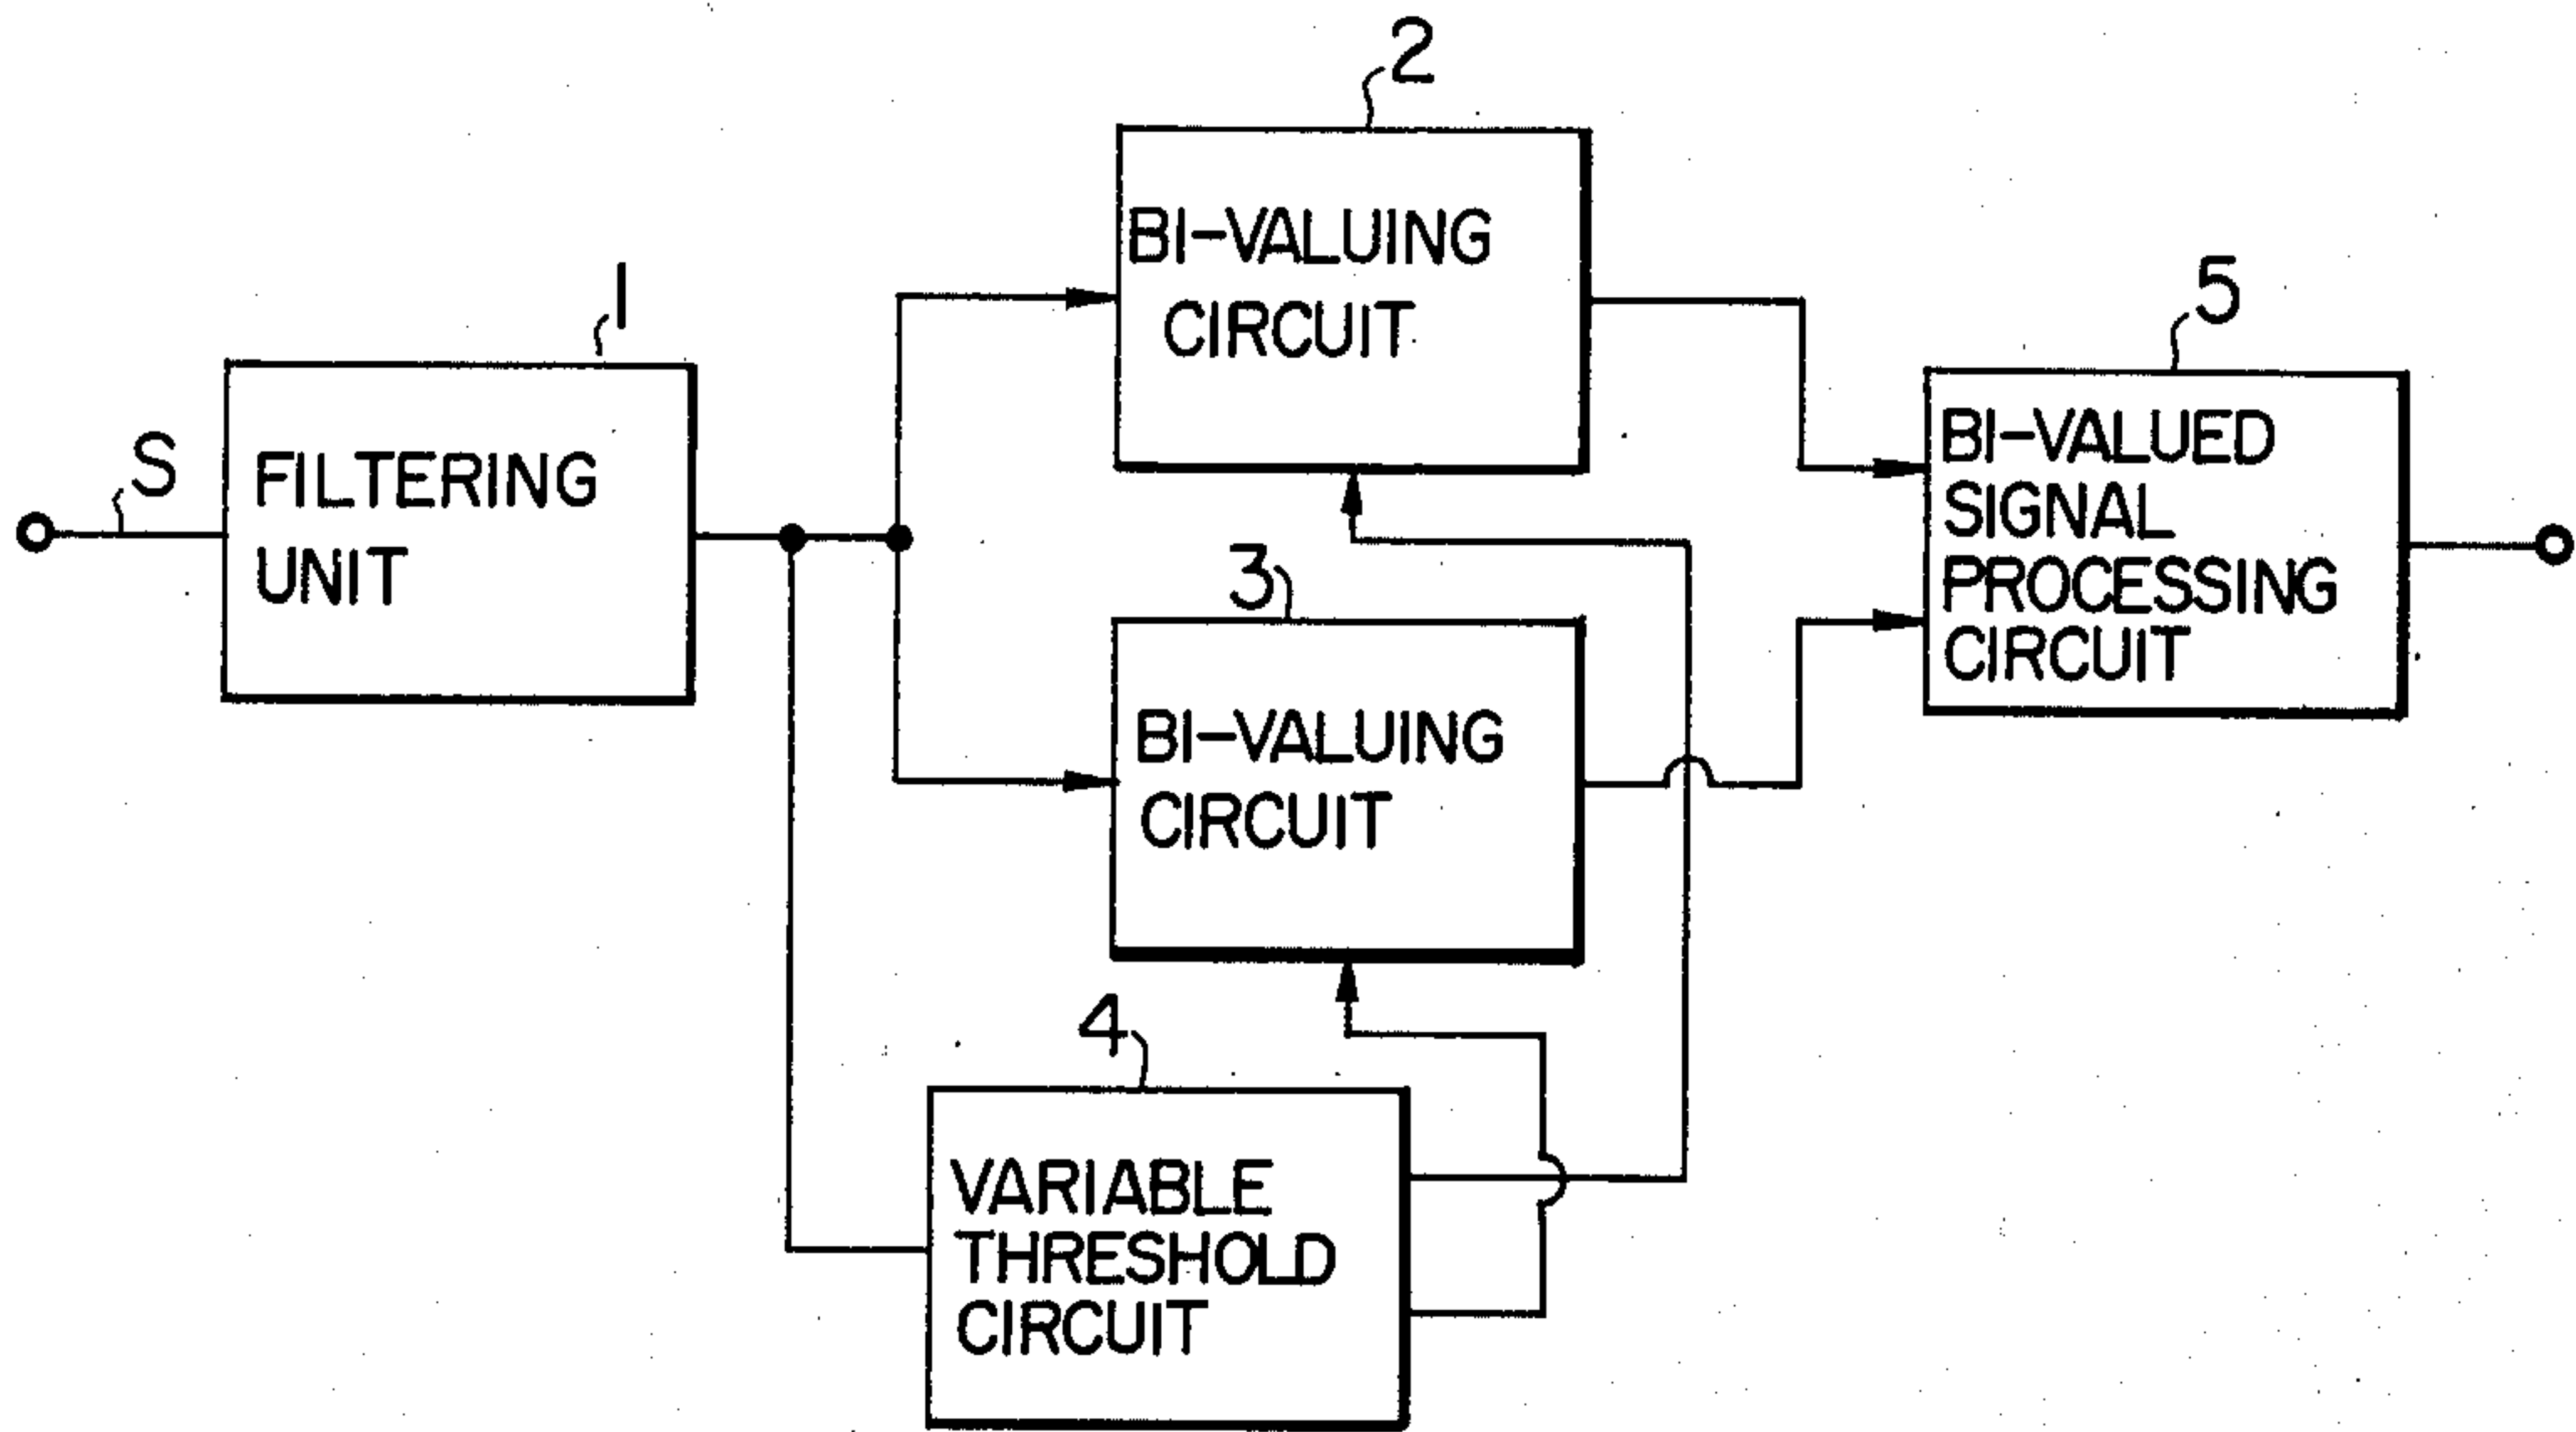 S
1
FILTERING
UNIT
2
BI-VALUING
CIRCUIT
3
BI-VALUING
CIRCUIT
4
VARIABLE
THRESHOLD
CIRCUIT
5
BI-VALUED
SIGNAL
PROCESSING
CIRCUIT